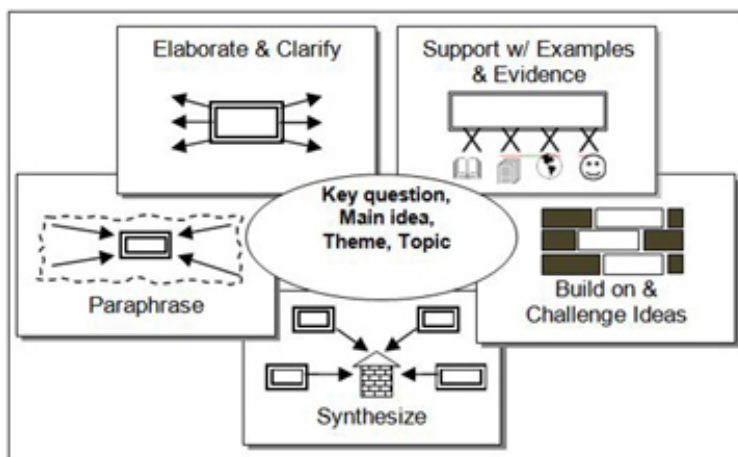 Elaborate & Clarify
Support w/ Examples
& Evidence
Key question,
Main idea,
Theme, Topic
Paraphrase
Build on &
Challenge Ideas
Synthesize